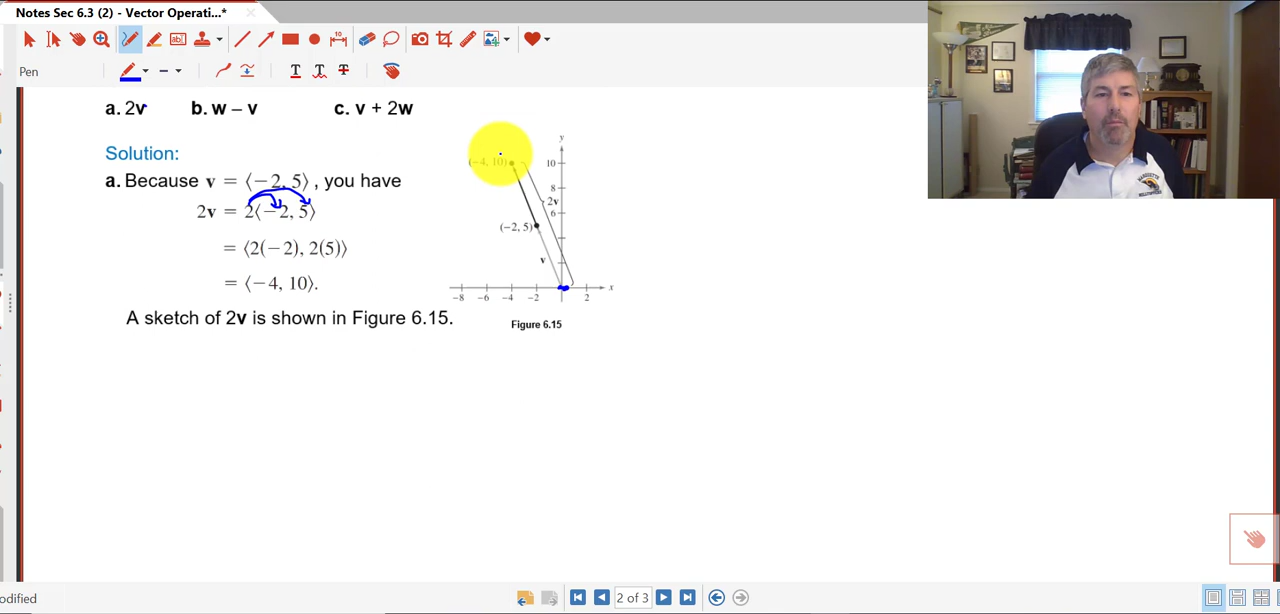 Notes Sec 6.3 (2) - Vector Operati...*
Pen
T T T
a. 2v b. w – v c. v + 2w
Solution:
a. Because v = ⟨−2, 5⟩ , you have
2v = 2⟨−2, 5⟩
= ⟨2(−2), 2(5)⟩
= ⟨−4, 10⟩.
A sketch of 2v is shown in Figure 6.15.
y
(−4, 10)
10
8
2v
6
(−2, 5)
v
−8 −6 −4 −2 2 x
Figure 6.15
odified
2 of 3